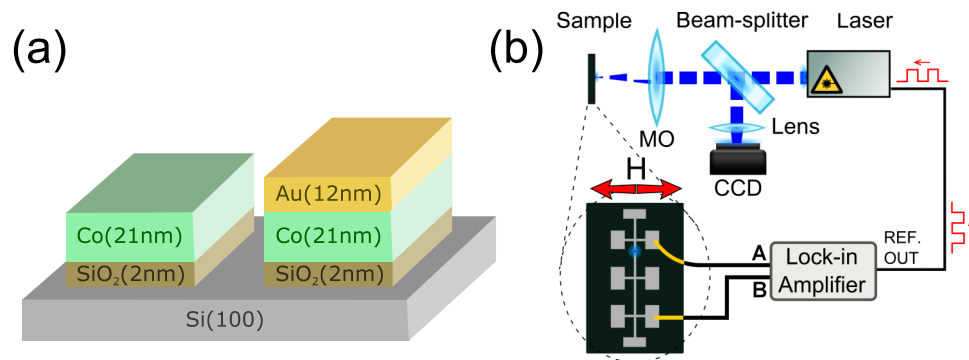 (a)
Au(12nm)
Co(21nm)
Co(21nm)
SiO₂(2nm)
SiO₂(2nm)
Si(100)
(b)
Sample
Beam-splitter
Laser
MO
Lens
CCD
H
A
B
Lock-in
Amplifier
REF.
OUT